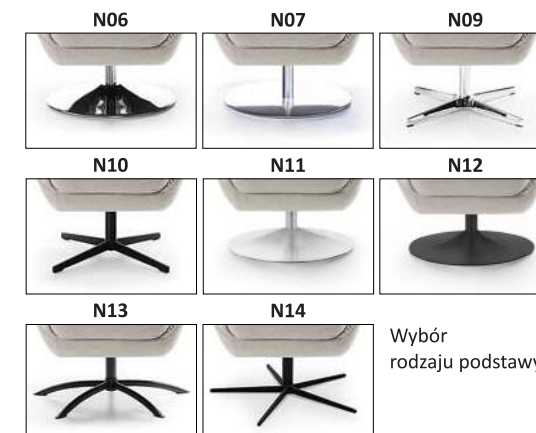 N06 N07 N09
N10 N11 N12
N13 N14
Wybór
rodzaju podstawy